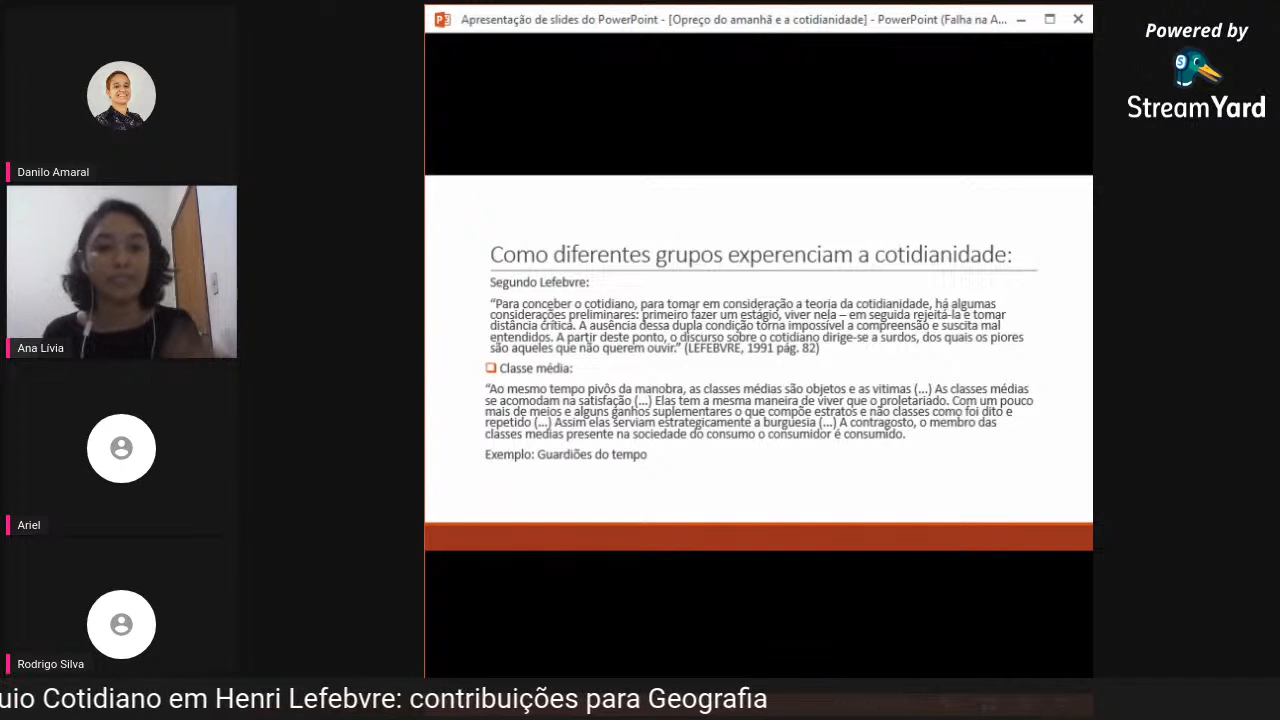 Apresentação de slides do PowerPoint - [Opreço do amanhã e a cotidianidade] - PowerPoint (Falha na A...
Powered by
StreamYard
Danilo Amaral
Ana Lívia
Ariel
Rodrigo Silva
Como diferentes grupos experenciam a cotidianidade:
Segundo Lefebvre:
“Para conceber o cotidiano, para tomar em consideração a teoria da cotidianidade, há algumas
considerações preliminares: primeiro fazer um estágio, viver nela – em seguida rejeitá-la e tomar
distância crítica. A ausência dessa dupla condição torna impossível a compreensão e suscita mal
entendidos. A partir deste ponto, o discurso sobre o cotidiano dirige-se a surdos, dos quais os piores
são aqueles que não querem ouvir.” (LEFEBVRE, 1991 pág. 82)
Classe média:
“Ao mesmo tempo pivôs da manobra, as classes médias são objetos e as vitimas (...) As classes médias
se acomodam na satisfação (...) Elas tem a mesma maneira de viver que o proletariado. Com um pouco
mais de meios e alguns ganhos suplementares o que compõe estratos e não classes como foi dito e
repetido (...) Assim elas serviam estrategicamente a burguesia (...) A contragosto, o membro das
classes medias presente na sociedade do consumo o consumidor é consumido.
Exemplo: Guardiões do tempo
uio Cotidiano em Henri Lefebvre: contribuições para Geografia